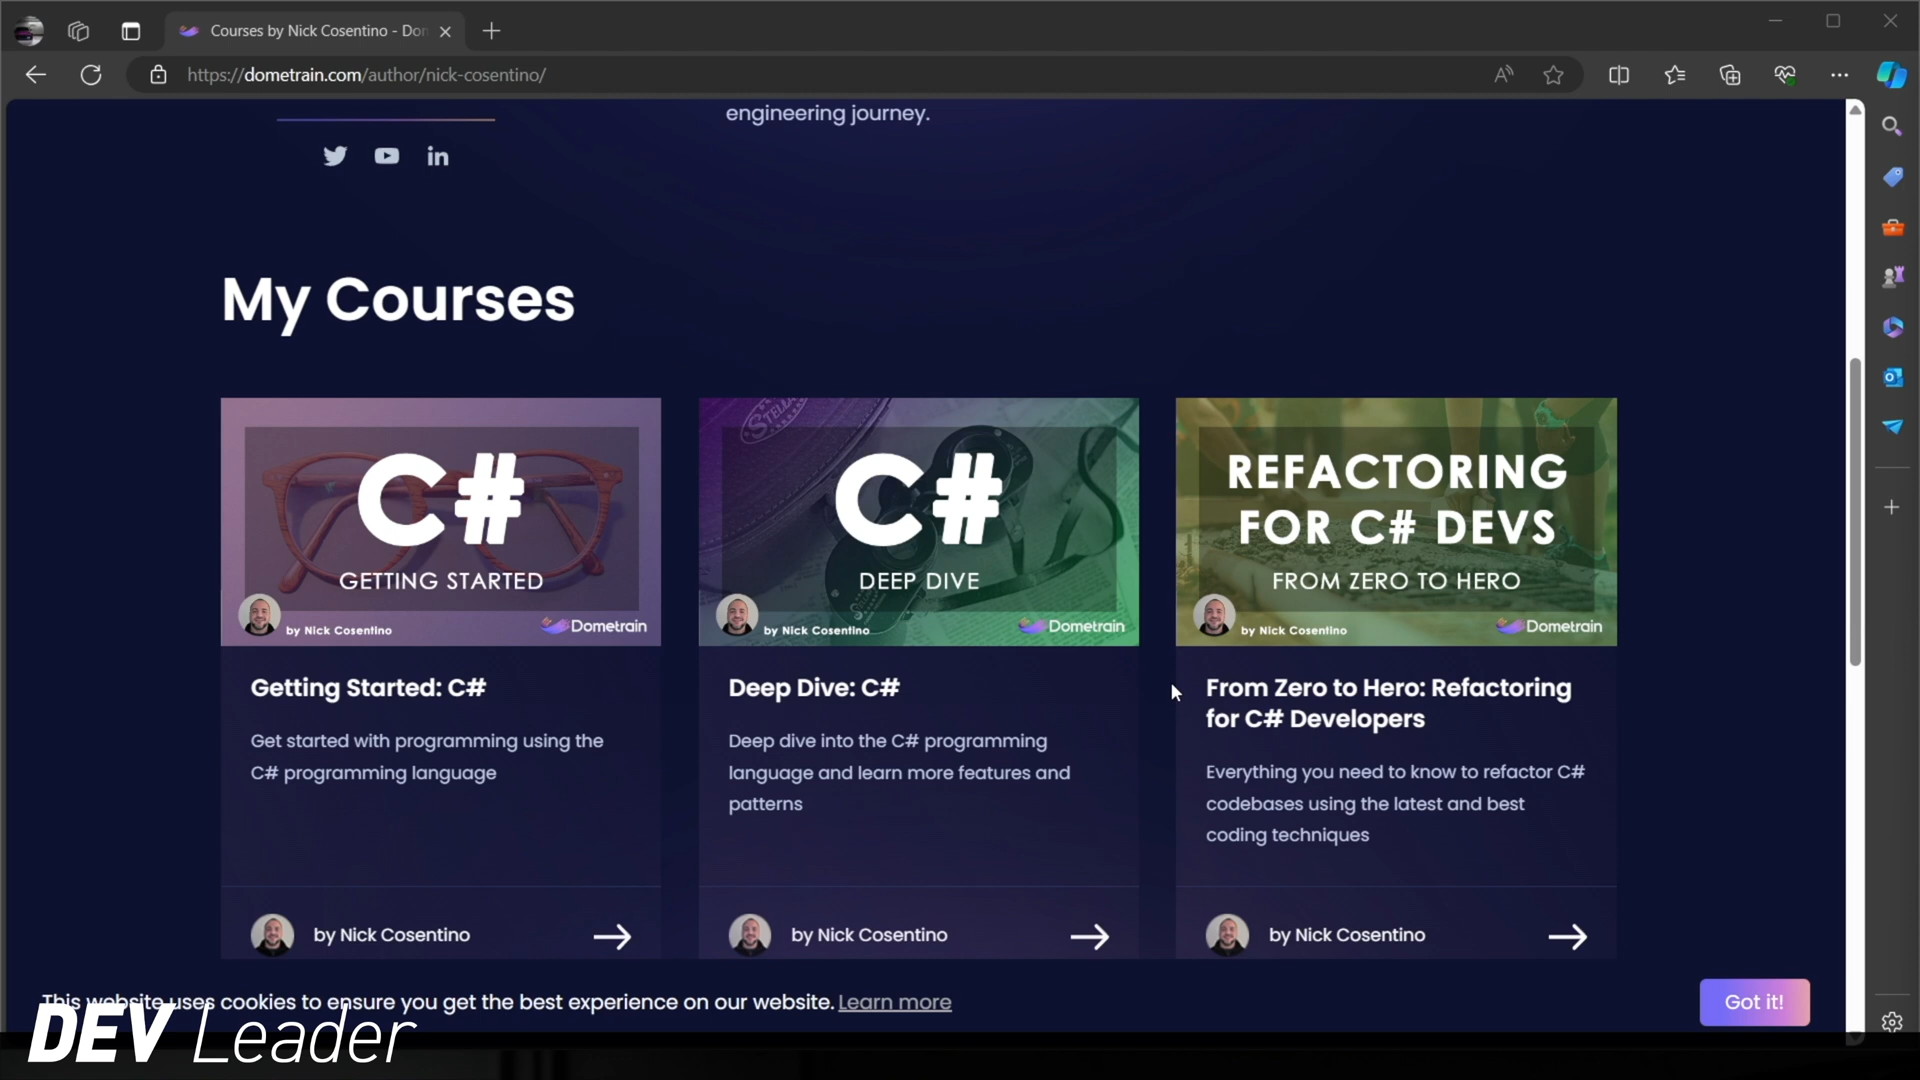 Courses by Nick Cosentino - Don
https://dometrain.com/author/nick-cosentino/
engineering journey.
My Courses
C#
GETTING STARTED
by Nick Cosentino
Dometrain
STELLA
C#
DEEP DIVE
by Nick Cosentino
Dometrain
REFACTORING
FOR C# DEVS
FROM ZERO TO HERO
by Nick Cosentino
Dometrain
Getting Started: C#
Get started with programming using the
C# programming language
by Nick Cosentino
Deep Dive: C#
Deep dive into the C# programming
language and learn more features and
patterns
by Nick Cosentino
From Zero to Hero: Refactoring
for C# Developers
Everything you need to know to refactor C#
codebases using the latest and best
coding techniques
by Nick Cosentino
This website uses cookies to ensure you get the best experience on our website. Learn more
Got it!
DEV Leader